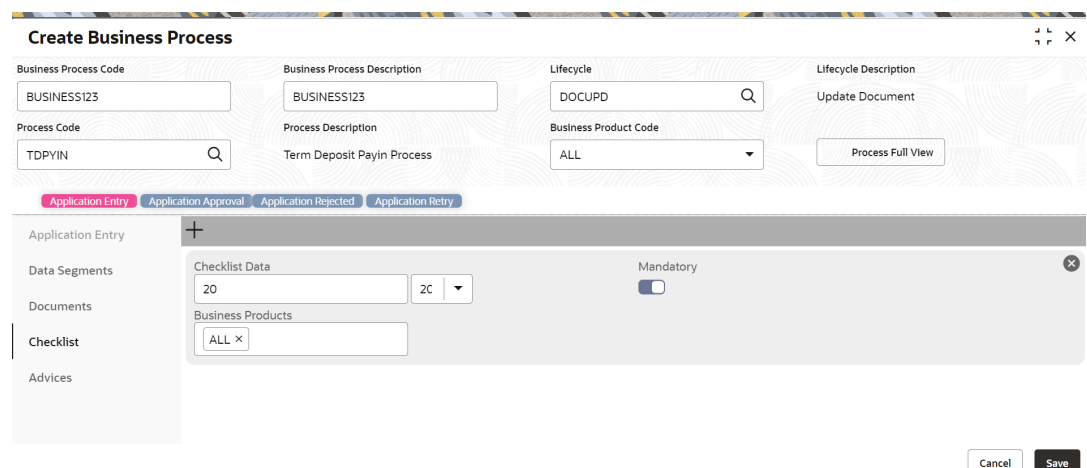 Create Business Process
Business Process Code Business Process Description Lifecycle Lifecycle Description
BUSINESS123 BUSINESS123 DOCUPD Update Document
Process Code Process Description Business Product Code
TDPYIN Term Deposit Payin Process ALL Process Full View
Application Entry Application Approval Application Rejected Application Retry
Application Entry
Data Segments
Documents
Checklist
Advices
Checklist Data Mandatory
20 20
Business Products
ALL ×
Cancel Save